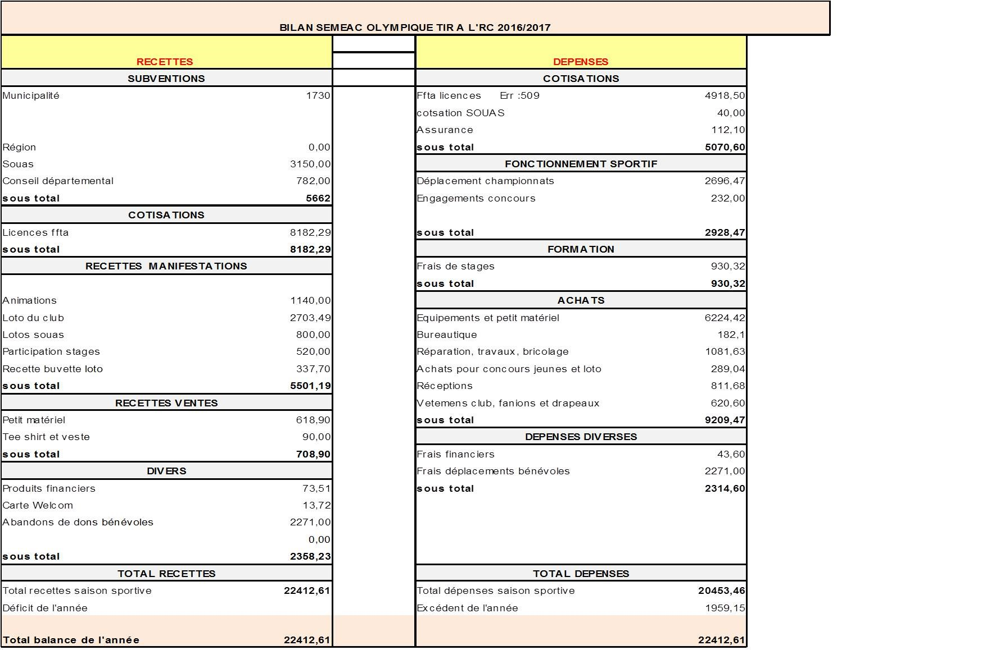 BILAN SEMEAC OLYMPIQUE TIR A L'RC 2016/2017
RECETTES
SUBVENTIONS
Municipalité 1730
Région 0,00
Souas 3150,00
Conseil départemental 782,00
sous total 5662
COTISATIONS
Licences ffta 8182,29
sous total 8182,29
RECETTES MANIFESTATIONS
Animations 1140,00
Loto du club 2703,49
Lotos souas 800,00
Participation stages 520,00
Recette buvette loto 337,70
sous total 5501,19
RECETTES VENTES
Petit matériel 618,90
Tee shirt et veste 90,00
sous total 708,90
DIVERS
Produits financiers 73,51
Carte Welcom 13,72
Abandons de dons bénévoles 2271,00
0,00
sous total 2358,23
TOTAL RECETTES
Total recettes saison sportive 22412,61
Déficit de l'année
Total balance de l'année 22412,61
DEPENSES
COTISATIONS
Ffta licences Err :509 4918,50
cotsation SOUAS 40,00
Assurance 112,10
sous total 5070,60
FONCTIONNEMENT SPORTIF
Déplacement championnats 2696,47
Engagements concours 232,00
sous total 2928,47
FORMATION
Frais de stages 930,32
sous total 930,32
ACHATS
Equipements et petit matériel 6224,42
Bureautique 182,1
Réparation, travaux, bricolage 1081,63
Achats pour concours jeunes et loto 289,04
Réceptions 811,68
Vetemens club, fanions et drapeaux 620,60
sous total 9209,47
DEPENSES DIVERSES
Frais financiers 43,60
Frais déplacements bénévoles 2271,00
sous total 2314,60
TOTAL DEPENSES
Total dépenses saison sportive 20453,46
Excédent de l'année 1959,15
22412,61